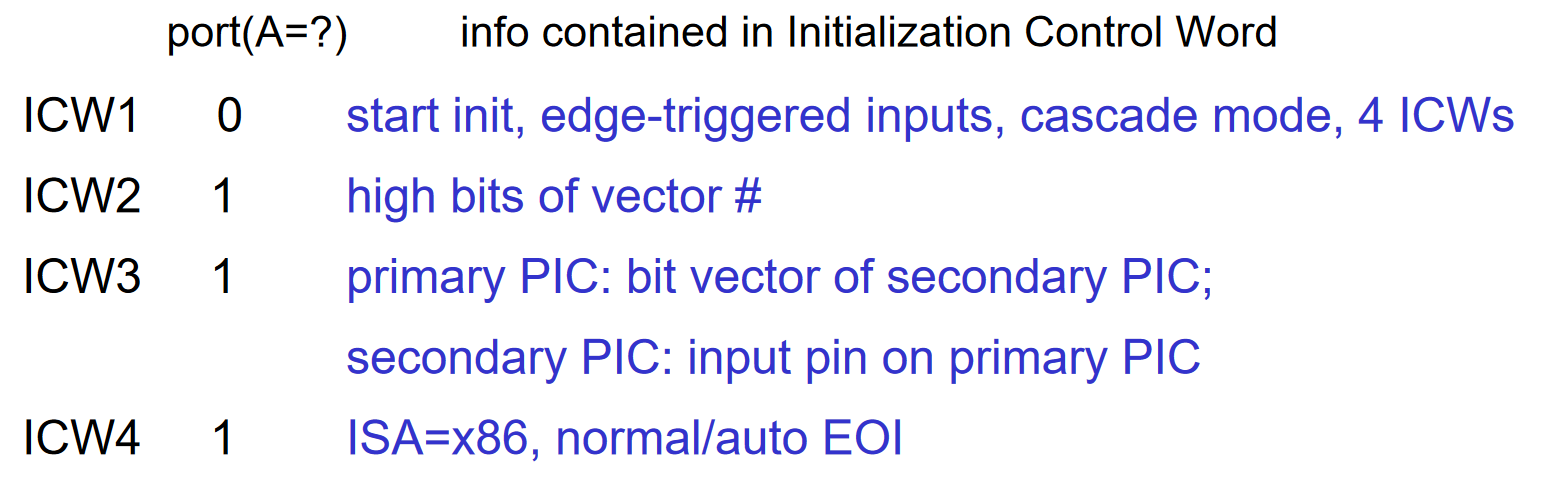 port(A=?) info contained in Initialization Control Word
ICW1 0 start init, edge-triggered inputs, cascade mode, 4 ICWs
ICW2 1 high bits of vector #
ICW3 1 primary PIC: bit vector of secondary PIC;
secondary PIC: input pin on primary PIC
ICW4 1 ISA=x86, normal/auto EOI